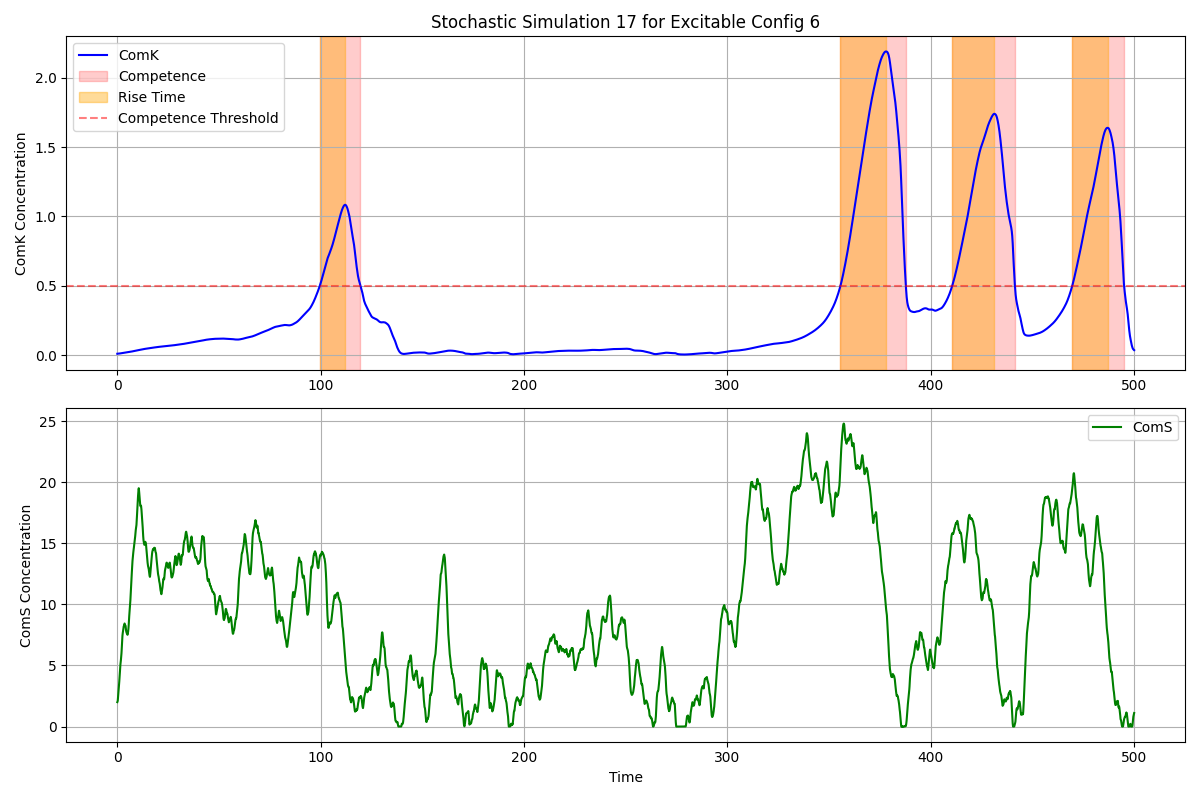 Stochastic Simulation 17 for Excitable Config 6
ComK
Competence
Rise Time
Competence Threshold
ComK Concentration
2.0
1.5
1.0
0.5
0.0
0 100 200 300 400 500
ComS
ComS Concentration
25
20
15
10
5
0
0 100 200 300 400 500
Time